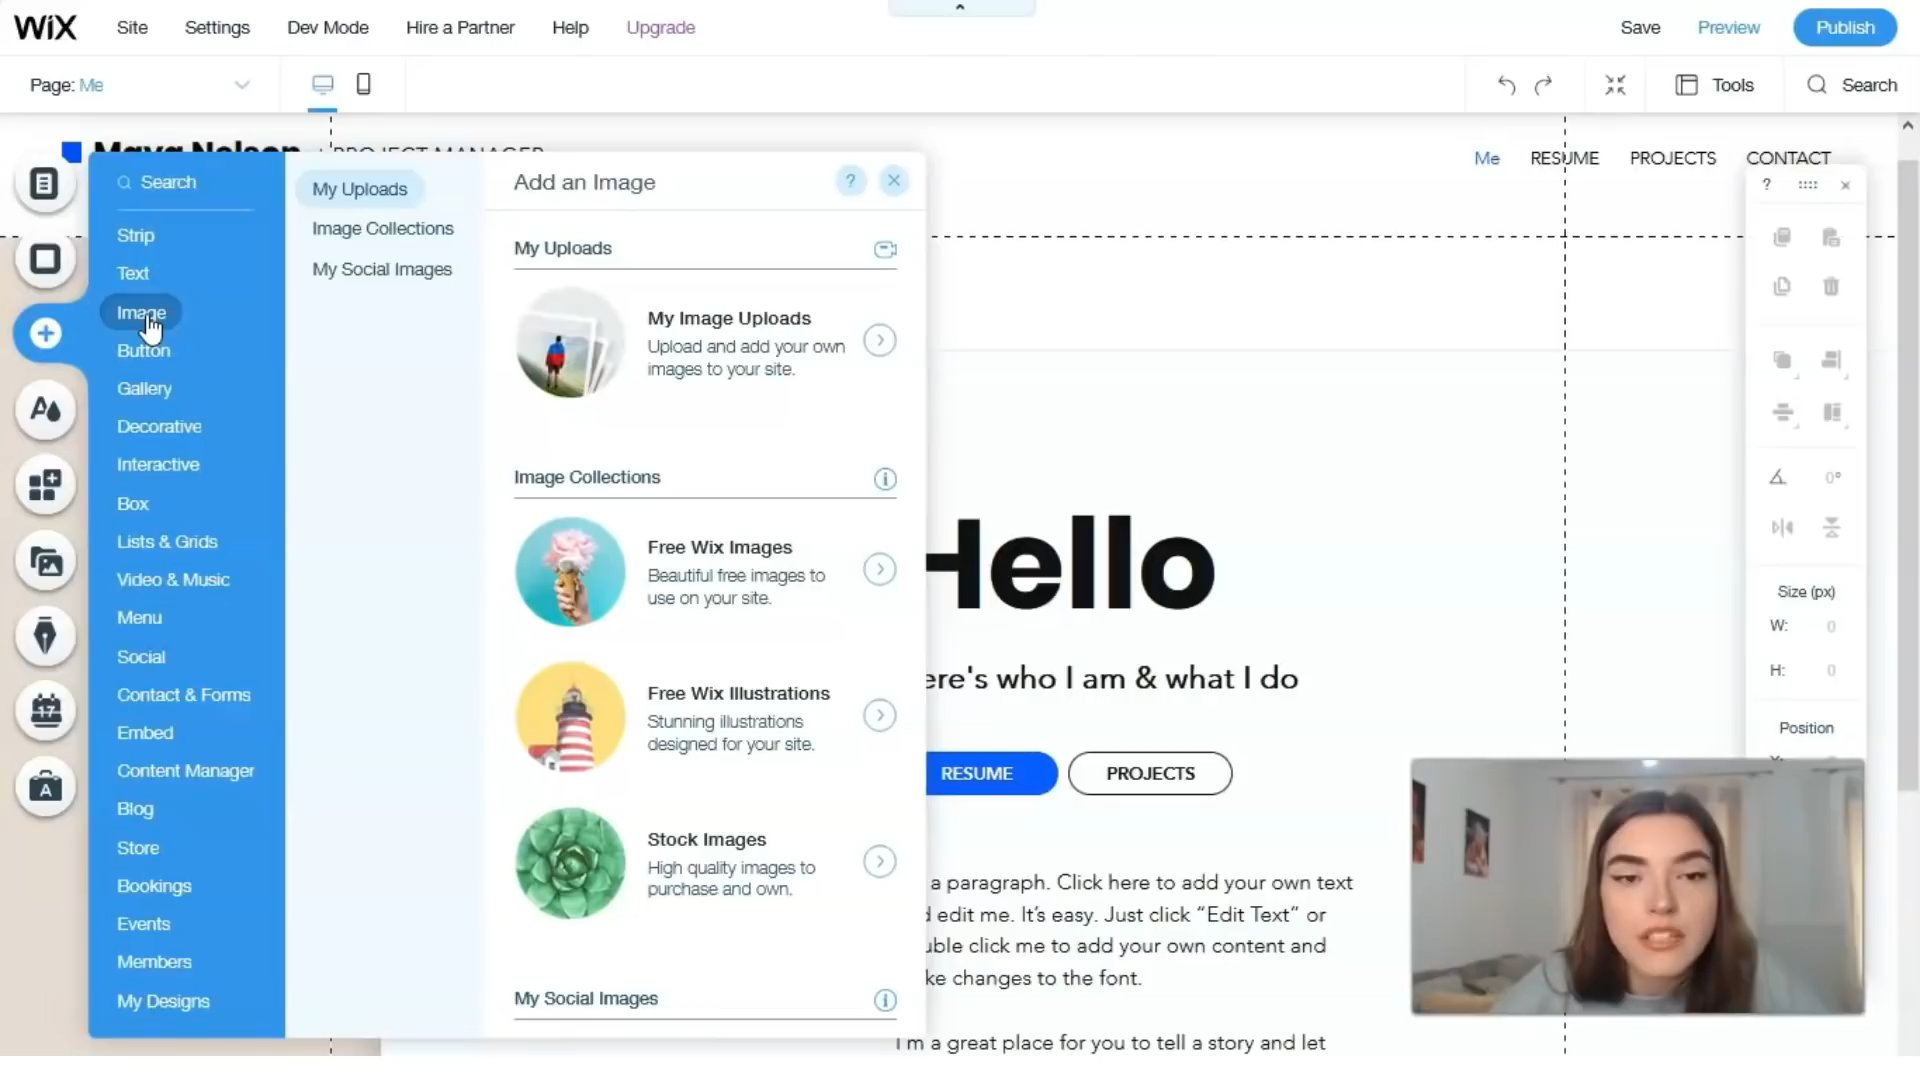 WiX
Site
Settings
Dev Mode
Hire a Partner
Help
Upgrade
Save
Preview
Publish
Page: Me
Tools
Search
Maya Nelson
PROJECT MANAGER
Me
RESUME
PROJECTS
CONTACT
Search
Strip
Text
Image
Button
Gallery
Decorative
Interactive
Box
Lists & Grids
Video & Music
Menu
Social
Contact & Forms
Embed
Content Manager
Blog
Store
Bookings
Events
Members
My Designs
17
A
My Uploads
Image Collections
My Social Images
Add an Image
?
My Uploads
My Image Uploads
Upload and add your own
images to your site.
Image Collections
Free Wix Images
Beautiful free images to
use on your site.
Free Wix Illustrations
Stunning illustrations
designed for your site.
Stock Images
High quality images to
purchase and own.
My Social Images
Hello
ere's who I am & what I do
RESUME
PROJECTS
a paragraph. Click here to add your own text
d edit me. It’s easy. Just click “Edit Text” or
uble click me to add your own content and
ke changes to the font.
I'm a great place for you to tell a story and let
?
0°
Size (px)
W: 0
H: 0
Position